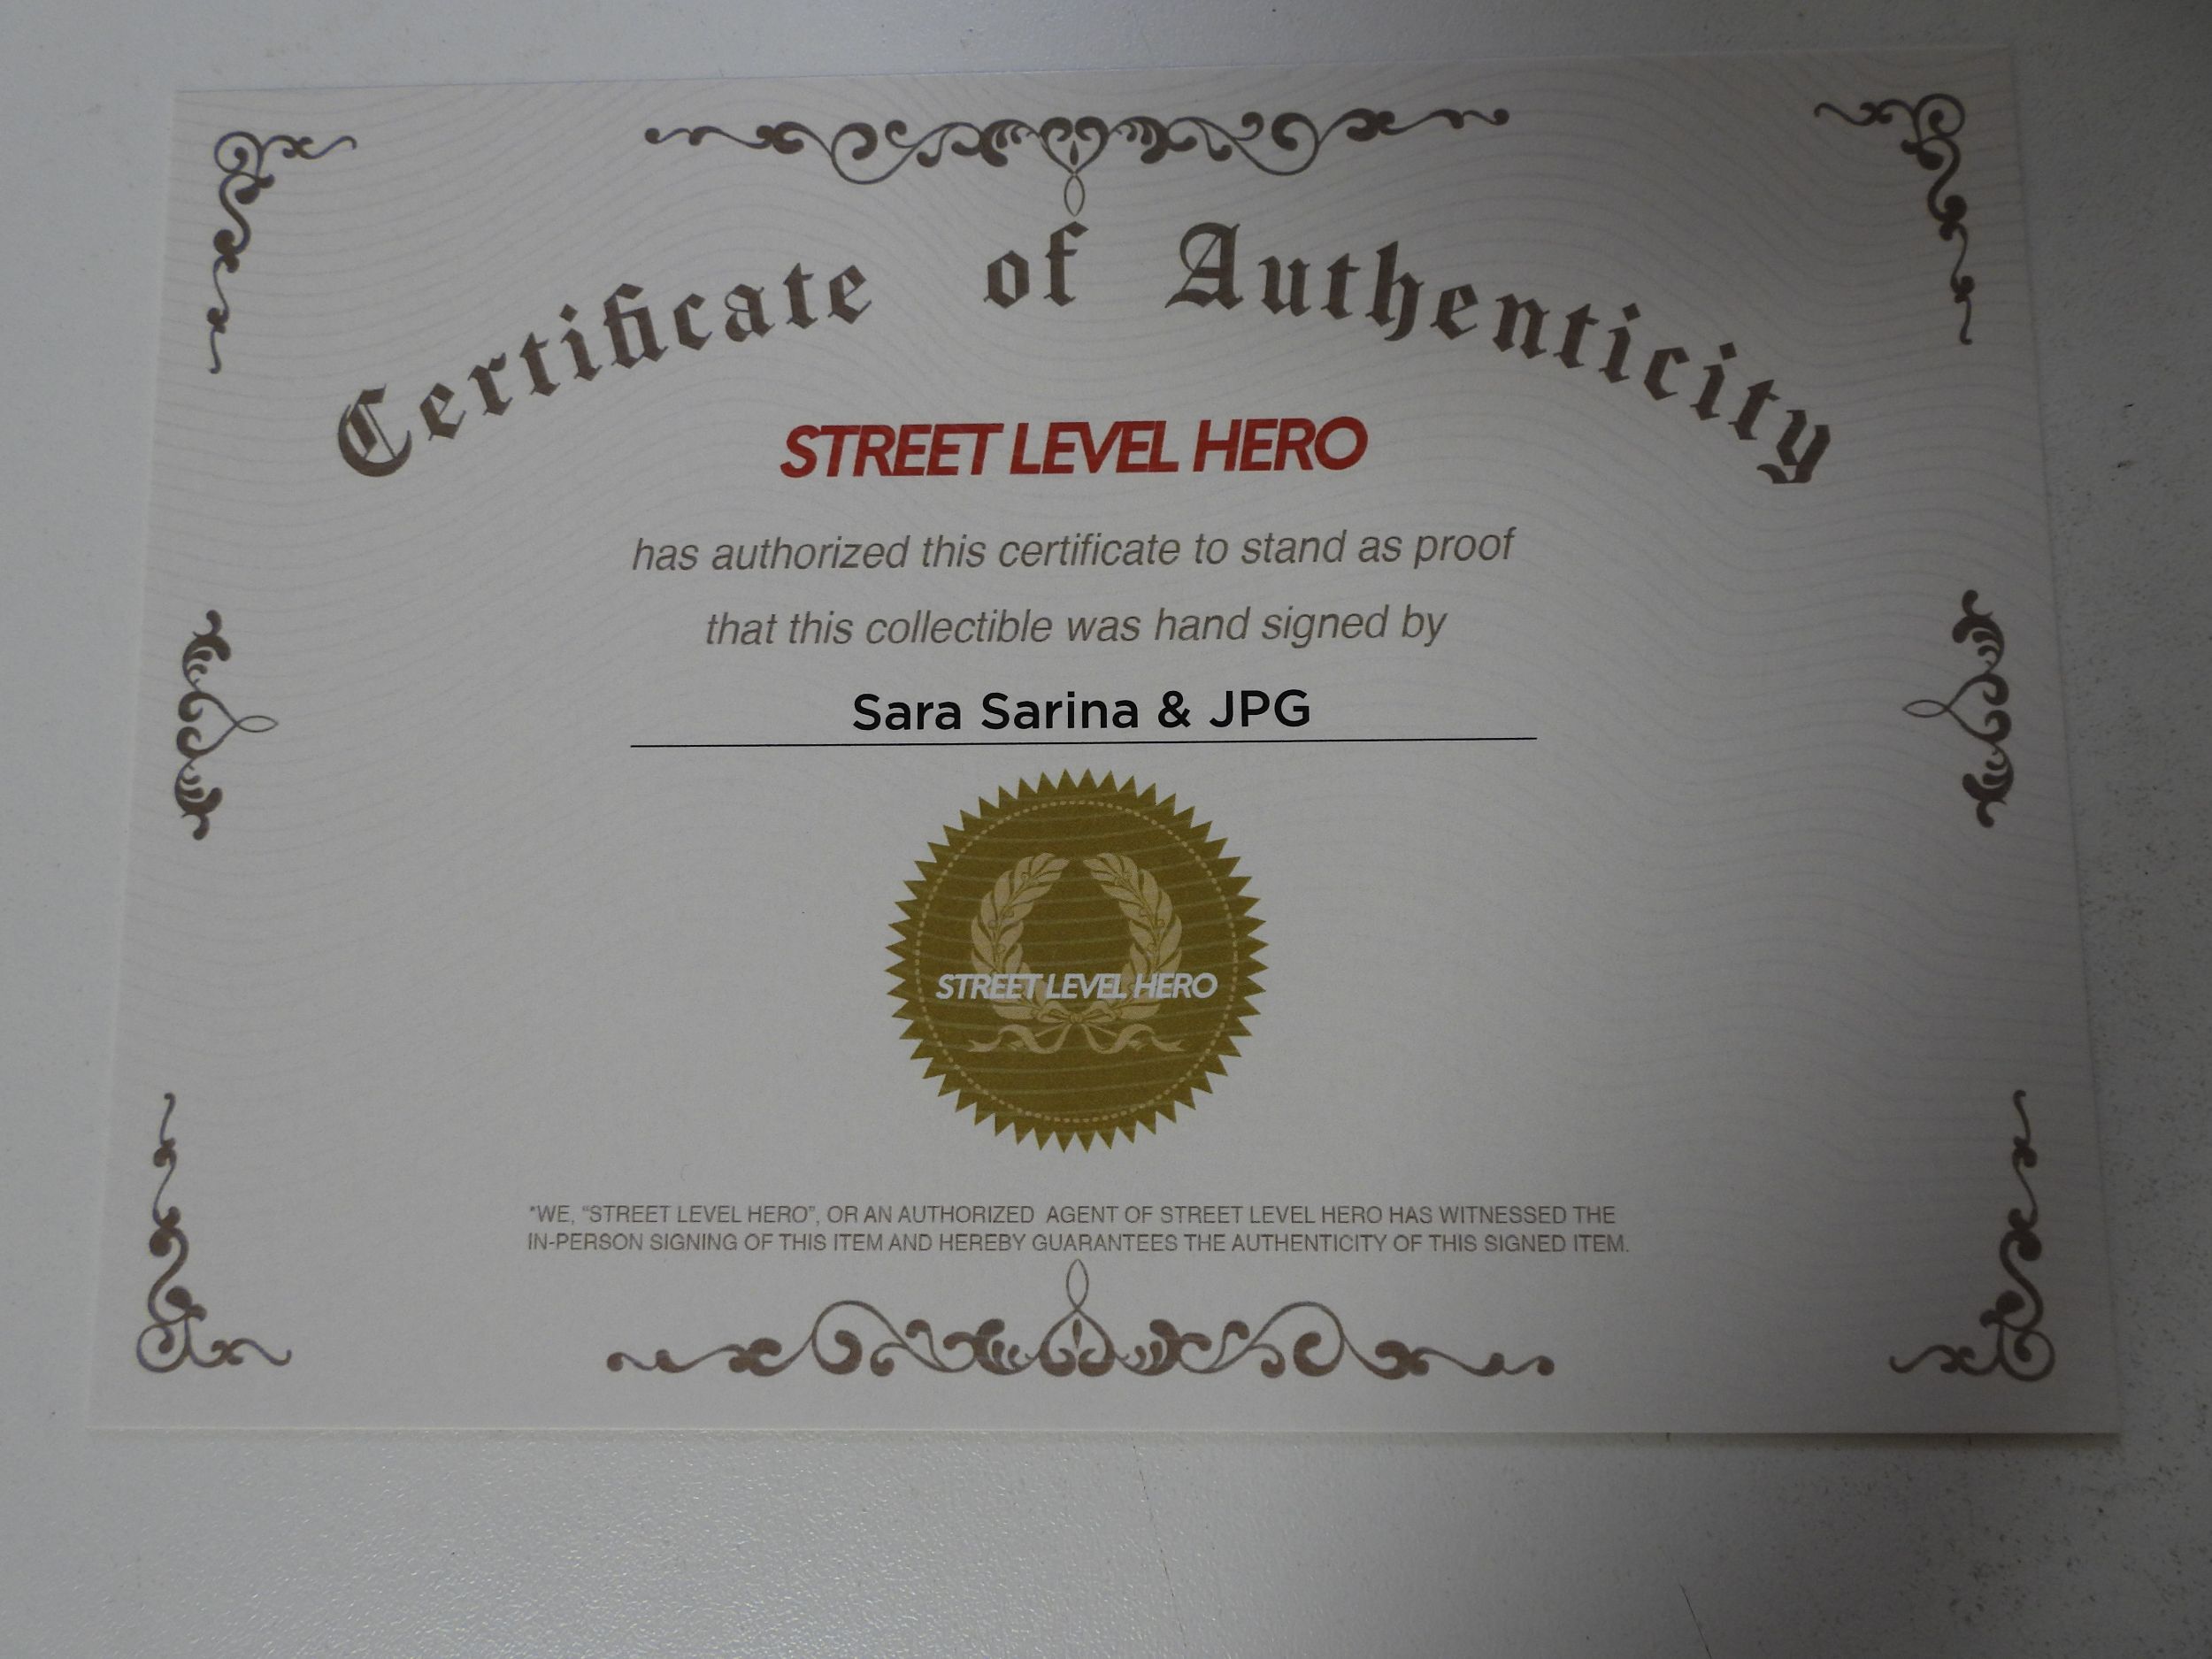 Certificate of Authenticity
STREET LEVEL HERO
has authorized this certificate to stand as proof
that this collectible was hand signed by
Sara Sarina & JPG
STREET LEVEL HERO
*WE, “STREET LEVEL HERO”, OR AN AUTHORIZED AGENT OF STREET LEVEL HERO HAS WITNESSED THE
IN-PERSON SIGNING OF THIS ITEM AND HEREBY GUARANTEES THE AUTHENTICITY OF THIS SIGNED ITEM.